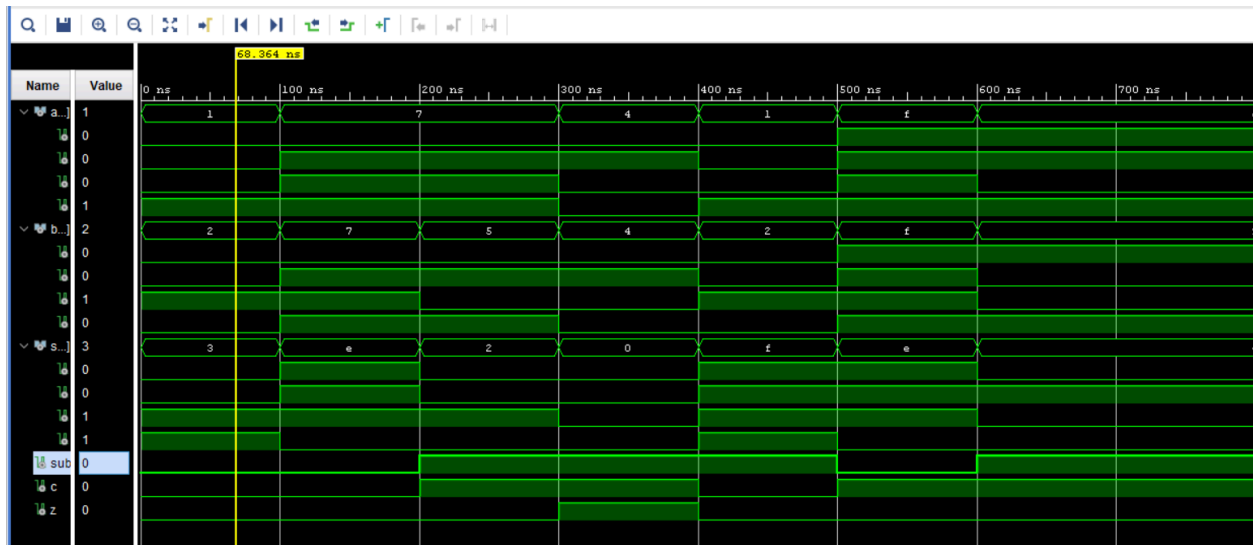 68.364 ns
Name Value
0 ns 100 ns 200 ns 300 ns 400 ns 500 ns 600 ns 700 ns
a...] 1 1 7 4 1 f
0
0
0
1
b...] 2 2 7 5 4 2 f
0
0
1
0
s...] 3 3 e 2 0 f e
0
0
1
1
sub 0
c 0
z 0